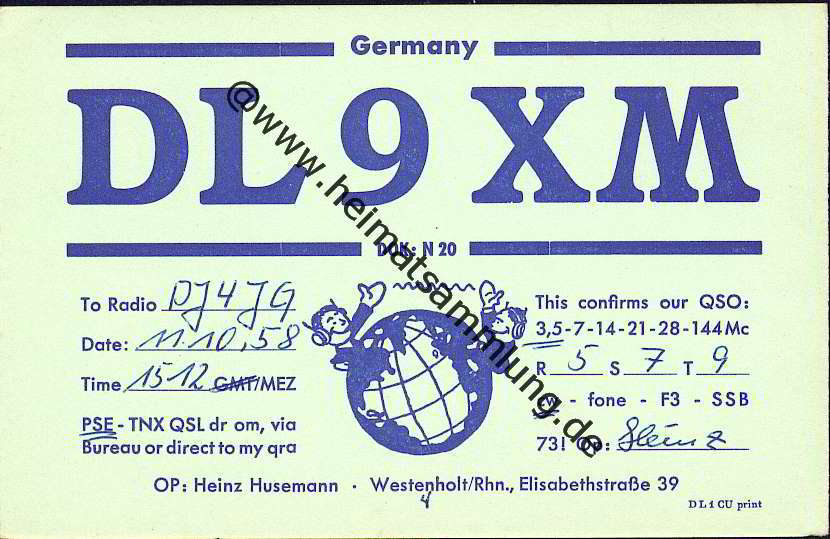 Germany
DL9XM
DOK: N 20
To Radio DJ4JG
Date: 11.10.58
Time 1512 GMT/MEZ
PSE - TNX QSL dr om, via
Bureau or direct to my qra
This confirms our QSO:
3,5-7-14-21-28-144 Mc
R 5 S 7 T 9
cw - fone - F3 - SSB
73! Op: Heinz
OP: Heinz Husemann · Westenholt/Rhn., Elisabethstraße 39
4
DL1CU print
@www.heimatsammlung.de